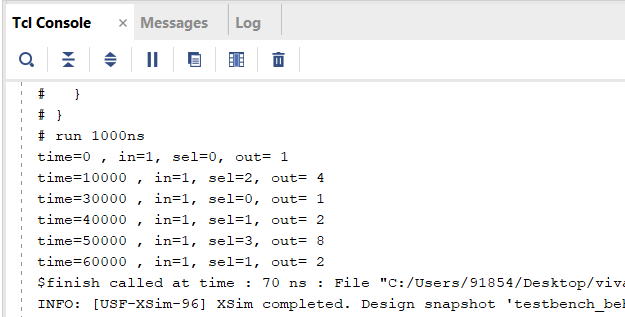 Tcl Console × Messages Log
#   }
# }
# run 1000ns
time=0 , in=1, sel=0, out= 1
time=10000 , in=1, sel=2, out= 4
time=30000 , in=1, sel=0, out= 1
time=40000 , in=1, sel=1, out= 2
time=50000 , in=1, sel=3, out= 8
time=60000 , in=1, sel=1, out= 2
$finish called at time : 70 ns : File "C:/Users/91854/Desktop/viva
INFO: [USF-XSim-96] XSim completed. Design snapshot 'testbench_beh